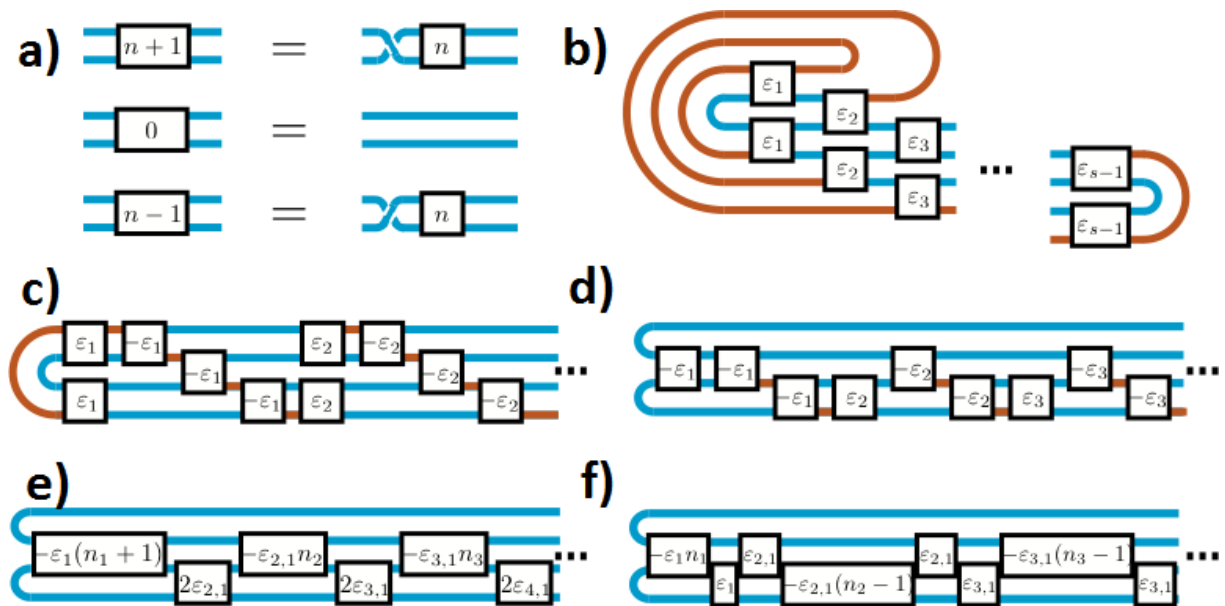 a)
n + 1 = n
0 =
n − 1 = n
b)
ε₁
ε₂
ε₁
ε₃
ε₂
ε₃
...
εₛ₋₁
εₛ₋₁
c)
ε₁ −ε₁ ε₂ −ε₂
−ε₁ −ε₂ ...
ε₁ −ε₁ ε₂ −ε₂
d)
−ε₁ −ε₁ −ε₂ −ε₃ ...
−ε₁ ε₂ −ε₂ ε₃ −ε₃
e)
−ε₁(n₁ + 1) −ε₂,₁n₂ −ε₃,₁n₃ ...
2ε₂,₁ 2ε₃,₁ 2ε₄,₁
f)
−ε₁n₁ ε₂,₁ ε₂,₁ −ε₃,₁(n₃ − 1) ...
ε₁ −ε₂,₁(n₂ − 1) ε₃,₁ ε₃,₁